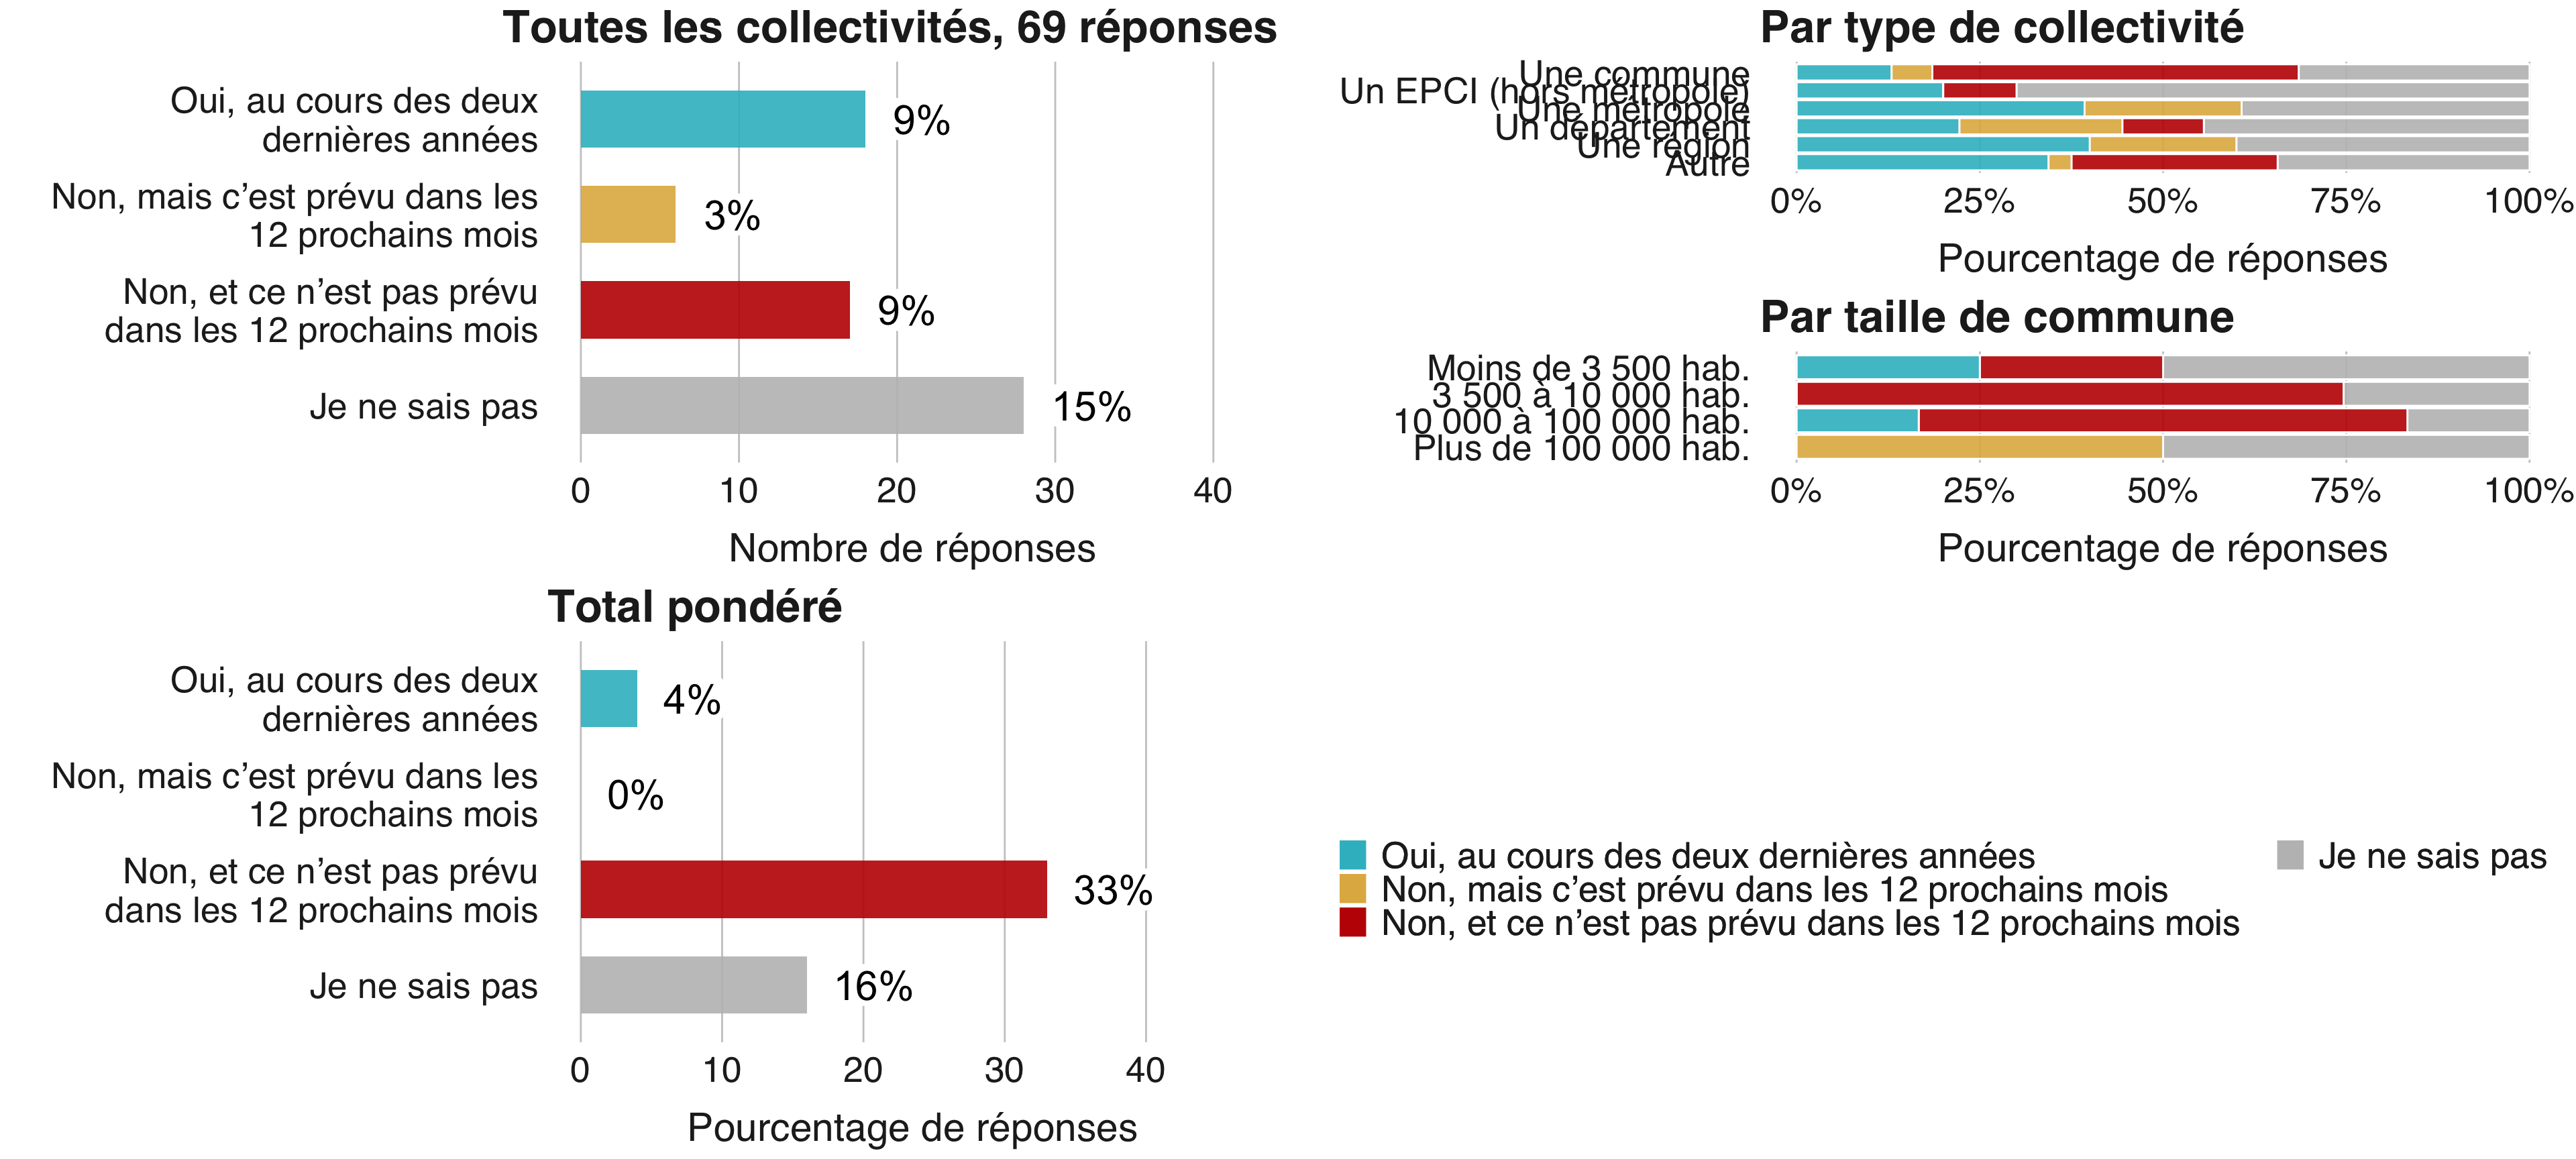 Toutes les collectivités, 69 réponses
Oui, au cours des deux
dernières années
9%
Non, mais c’est prévu dans les
12 prochains mois
3%
Non, et ce n’est pas prévu
dans les 12 prochains mois
9%
Je ne sais pas
15%
0 10 20 30 40
Nombre de réponses
Total pondéré
Oui, au cours des deux
dernières années
4%
Non, mais c’est prévu dans les
12 prochains mois
0%
Non, et ce n’est pas prévu
dans les 12 prochains mois
33%
Je ne sais pas
16%
0 10 20 30 40
Pourcentage de réponses
Par type de collectivité
Une commune
Un EPCI (hors métropole)
Une métropole
Un département
Une région
Autre
0% 25% 50% 75% 100%
Pourcentage de réponses
Par taille de commune
Moins de 3 500 hab.
3 500 à 10 000 hab.
10 000 à 100 000 hab.
Plus de 100 000 hab.
0% 25% 50% 75% 100%
Pourcentage de réponses
Oui, au cours des deux dernières années
Non, mais c’est prévu dans les 12 prochains mois
Non, et ce n’est pas prévu dans les 12 prochains mois
Je ne sais pas